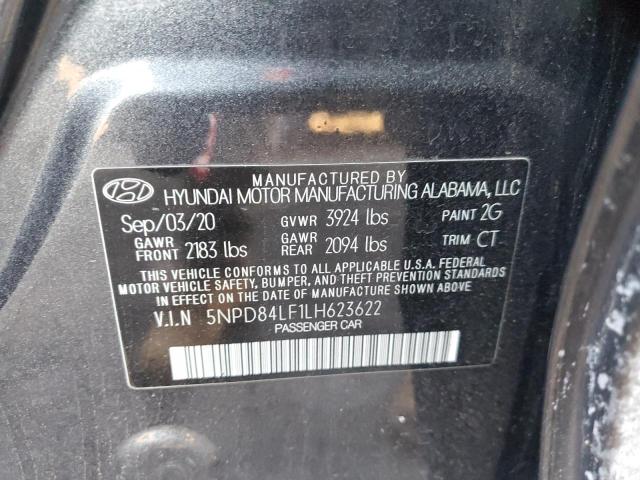 MANUFACTURED BY
HYUNDAI MOTOR MANUFACTURING ALABAMA, LLC
Sep/03/20 GVWR 3924 lbs PAINT 2G
GAWR FRONT 2183 lbs GAWR REAR 2094 lbs TRIM CT
THIS VEHICLE CONFORMS TO ALL APPLICABLE U.S.A. FEDERAL
MOTOR VEHICLE SAFETY, BUMPER, AND THEFT PREVENTION STANDARDS
IN EFFECT ON THE DATE OF MANUFACTURE SHOWN ABOVE.
V.I.N 5NPD84LF1LH623622
PASSENGER CAR